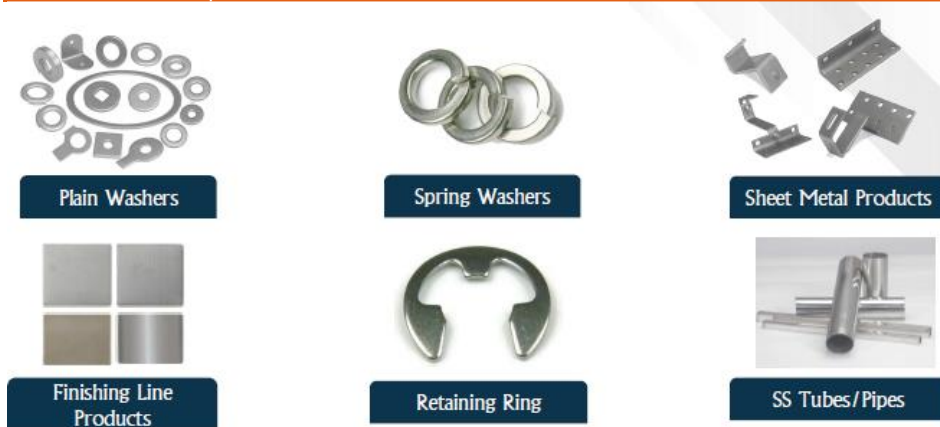 Plain Washers
Spring Washers
Sheet Metal Products
Finishing Line
Products
Retaining Ring
SS Tubes/Pipes